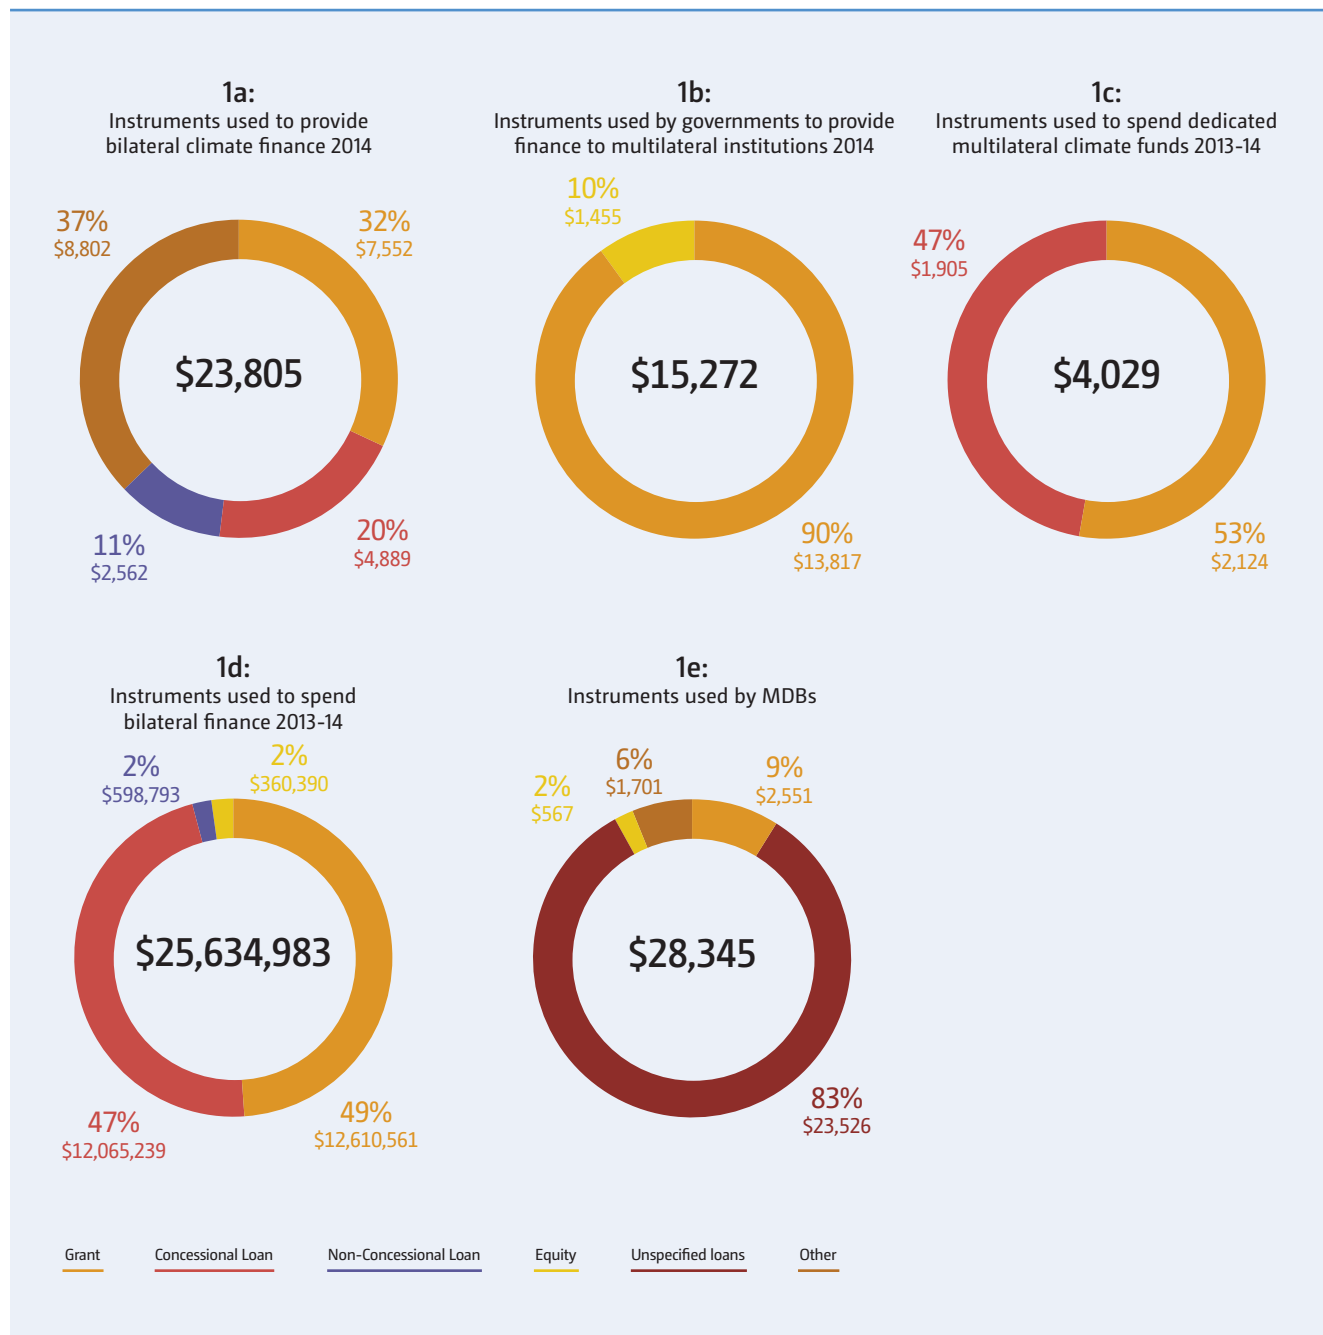 1a:
Instruments used to provide
bilateral climate finance 2014
37%
$8,802
32%
$7,552
$23,805
11%
$2,562
20%
$4,889
1b:
Instruments used by governments to provide
finance to multilateral institutions 2014
10%
$1,455
$15,272
90%
$13,817
1c:
Instruments used to spend dedicated
multilateral climate funds 2013-14
47%
$1,905
$4,029
53%
$2,124
1d:
Instruments used to spend
bilateral finance 2013-14
2%
$598,793
2%
$360,390
$25,634,983
47%
$12,065,239
49%
$12,610,561
1e:
Instruments used by MDBs
2%
$567
6%
$1,701
9%
$2,551
$28,345
83%
$23,526
Grant
Concessional Loan
Non-Concessional Loan
Equity
Unspecified loans
Other